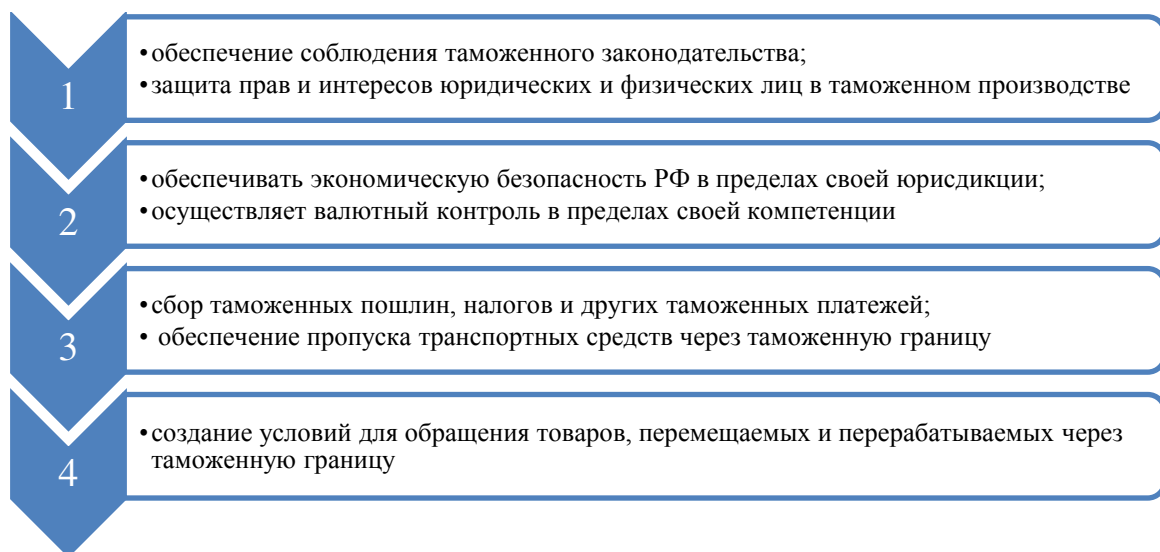 1
•обеспечение соблюдения таможенного законодательства;
•защита прав и интересов юридических и физических лиц в таможенном производстве
2
•обеспечивать экономическую безопасность РФ в пределах своей юрисдикции;
•осуществляет валютный контроль в пределах своей компетенции
3
•сбор таможенных пошлин, налогов и других таможенных платежей;
• обеспечение пропуска транспортных средств через таможенную границу
4
•создание условий для обращения товаров, перемещаемых и перерабатываемых через
таможенную границу